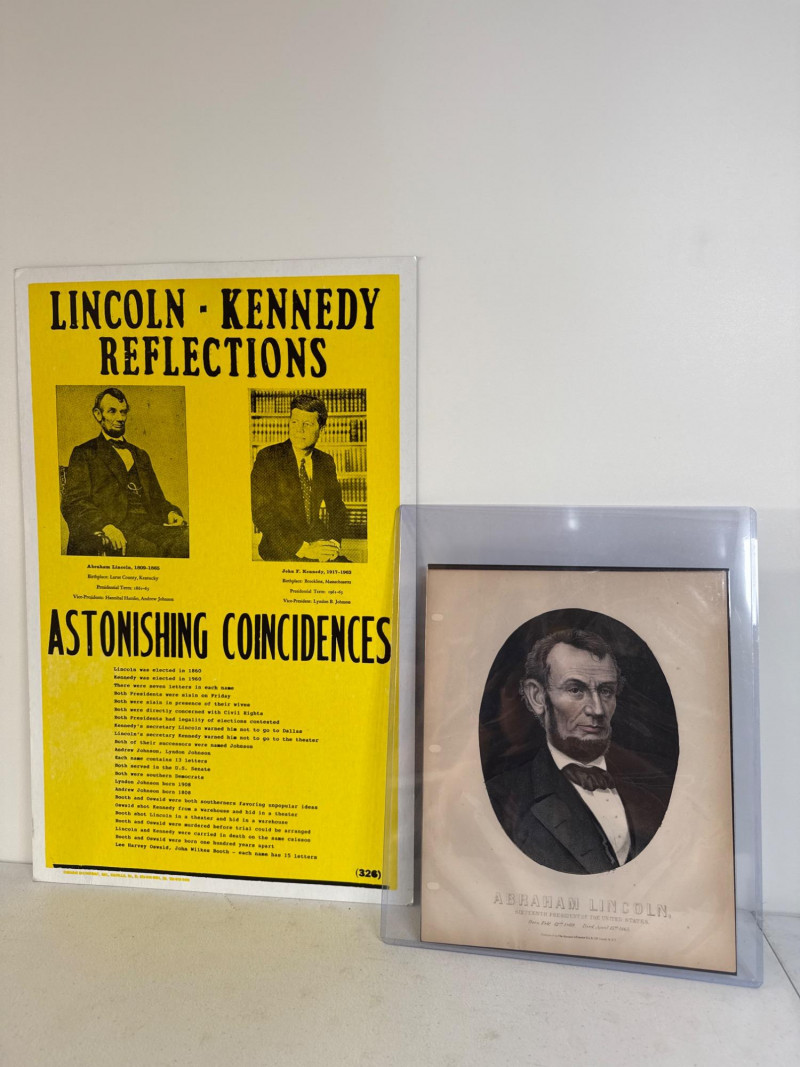 LINCOLN - KENNEDY
REFLECTIONS
Abraham Lincoln, 1809-1865
Birthplace: Larue County, Kentucky
Presidential Term: 1861-65
Vice-Presidents: Hannibal Hamlin, Andrew Johnson
John F. Kennedy, 1917-1963
Birthplace: Brookline, Massachusetts
Presidential Term: 1961-63
Vice-President: Lyndon B. Johnson
ASTONISHING COINCIDENCES
Lincoln was elected in 1860
Kennedy was elected in 1960
There were seven letters in each name
Both Presidents were slain on Friday
Both were slain in presence of their wives
Both were directly concerned with Civil Rights
Both Presidents had legality of elections contested
Kennedy's secretary Lincoln warned him not to go to Dallas
Lincoln's secretary Kennedy warned him not to go to the theater
Both of their successors were named Johnson
Andrew Johnson, Lyndon Johnson
Each name contains 13 letters
Both served in the U.S. Senate
Both were southern Democrats
Lyndon Johnson born 1908
Andrew Johnson born 1808
Booth and Oswald were both southerners favoring unpopular ideas
Oswald shot Kennedy from a warehouse and hid in a theater
Booth shot Lincoln in a theater and hid in a warehouse
Booth and Oswald were murdered before trial could be arranged
Lincoln and Kennedy were carried in death on the same caisson
Booth and Oswald were born one hundred years apart
Lee Harvey Oswald, John Wilkes Booth - each name has 15 letters
(326)
ABRAHAM LINCOLN,
SIXTEENTH PRESIDENT OF THE UNITED STATES.